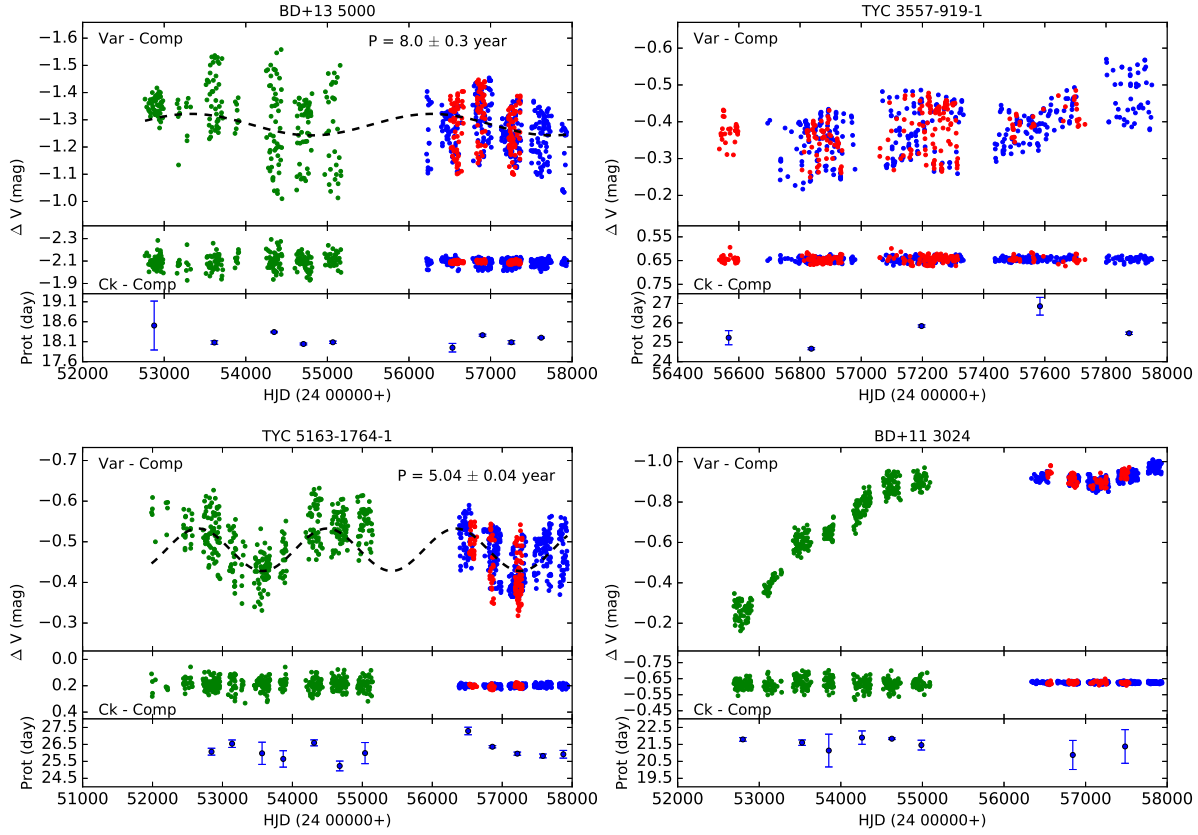 BD+13 5000
Var - Comp
P = 8.0 ± 0.3 year
−1.6
−1.5
−1.4
−1.3
−1.2
−1.1
−1.0
Δ V (mag)
−2.3
−2.1
−1.9
Ck - Comp
19.1
18.6
18.1
17.6
Prot (day)
52000 53000 54000 55000 56000 57000 58000
HJD (24 00000+)
TYC 3557-919-1
Var - Comp
−0.6
−0.5
−0.4
−0.3
−0.2
Δ V (mag)
0.55
0.65
0.75
Ck - Comp
27
26
25
24
Prot (day)
56400 56600 56800 57000 57200 57400 57600 57800 58000
HJD (24 00000+)
TYC 5163-1764-1
Var - Comp
P = 5.04 ± 0.04 year
−0.7
−0.6
−0.5
−0.4
−0.3
Δ V (mag)
0.0
0.2
0.4
Ck - Comp
27.5
26.5
25.5
24.5
Prot (day)
51000 52000 53000 54000 55000 56000 57000 58000
HJD (24 00000+)
BD+11 3024
Var - Comp
−1.0
−0.8
−0.6
−0.4
−0.2
Δ V (mag)
−0.75
−0.65
−0.55
−0.45
Ck - Comp
22.5
21.5
20.5
19.5
Prot (day)
52000 53000 54000 55000 56000 57000 58000
HJD (24 00000+)